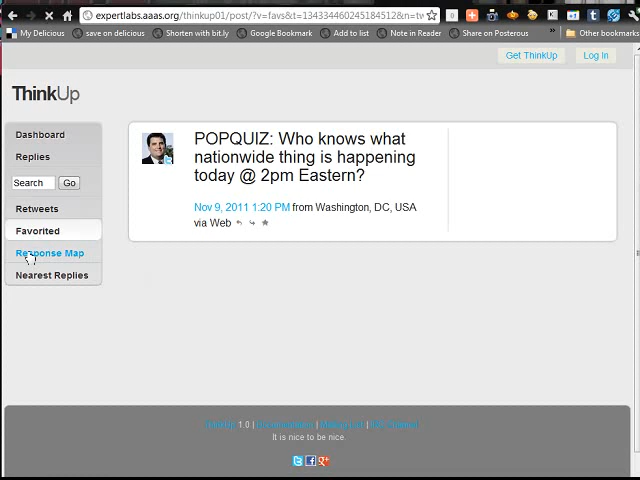 expertlabs.aaas.org/thinkup01/post/?v=favs&t=134334460245184512&n=tw
My Delicious save on delicious Shorten with bit.ly Google Bookmark Add to list Note in Reader Share on Posterous » Other bookmarks
Get ThinkUp Log In
ThinkUp
Dashboard
Replies
Search Go
Retweets
Favorited
Response Map
Nearest Replies
POPQUIZ: Who knows what
nationwide thing is happening
today @ 2pm Eastern?
Nov 9, 2011 1:20 PM from Washington, DC, USA
via Web
ThinkUp 1.0 | Documentation | Mailing List |
It is nice to be nice.